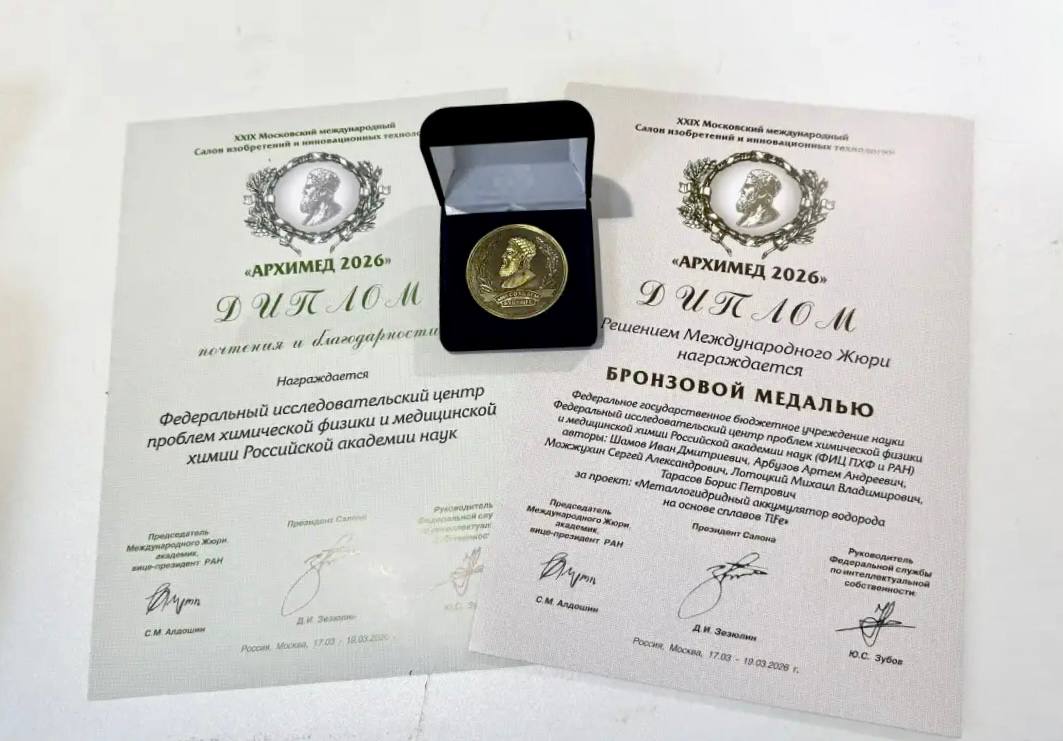 XXIX Московский международный
Салон изобретений и инновационных
«АРХИМЕД 2026»
ДИПЛОМ
почтения и благодарности
Награждается
Федеральный исследовательский центр
проблем химической физики и медицинской
химии Российской академии наук
Председатель
Международного Жюри
академик,
вице-президент РАН
С.М. Алдошин
Президент Салона
Д.И. Зезюлин
Руководитель
Федеральной
Ю.С.
Россия, Москва, 17.03 - 19.03.2026
XXIX Московский международный
Салон изобретений и инновационных технологий
«АРХИМЕД 2026»
ДИПЛОМ
Решением Международного Жюри
награждается
БРОНЗОВОЙ МЕДАЛЬЮ
Федеральное государственное бюджетное учреждение науки
Федеральный исследовательский центр проблем химической физики
и медицинской химии Российской академии наук (ФИЦ ПХФ и РАН)
авторы: Шамов Иван Дмитриевич, Арбузов Артем Андреевич,
Можжухин Сергей Александрович, Лотоцкий Михаил Владимирович,
Тарасов Борис Петрович
за проект: «Металлогидридный аккумулятор водорода
на основе сплавов TiFe»
Председатель
Международного Жюри
академик,
вице-президент РАН
С.М. Алдошин
Президент Салона
Д.И. Зезюлин
Руководитель
Федеральной службы
по интеллектуальной
собственности
Ю.С. Зубов
Россия, Москва, 17.03 - 19.03.2026 г.